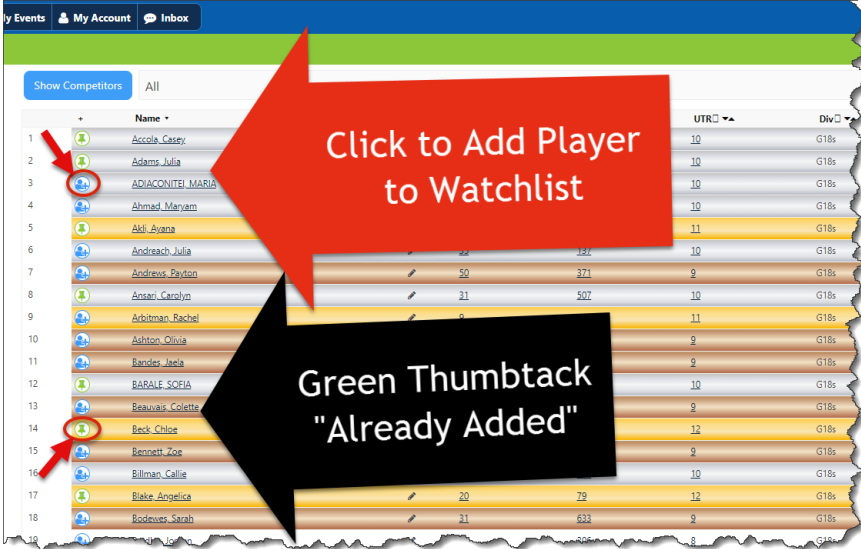 ly Events My Account Inbox
Show Competitors All
+ Name UTR Div
1 Accola, Casey 10 G18s
2 Adams, Julia 10 G18s
3 ADIACONITEI, MARIA 10 G18s
4 Ahmad, Maryam 10 G18s
5 Akli, Ayana 11 G18s
6 Andreach, Julia 35 137 10 G18s
7 Andrews, Payton 50 371 9 G18s
8 Ansari, Carolyn 31 507 10 G18s
9 Arbitman, Rachel 9 11 G18s
10 Ashton, Olivia 9 G18s
11 Bandes, Jaela 9 G18s
12 BARALE, SOFIA 10 G18s
13 Beauvais, Colette 9 G18s
14 Beck, Chloe 12 G18s
15 Bennett, Zoe 9 G18s
16 Billman, Callie 10 G18s
17 Blake, Angelica 20 79 12 G18s
18 Bodewes, Sarah 31 633 9 G18s
19 8 G18s
Click to Add Player
to Watchlist
Green Thumbtack
"Already Added"